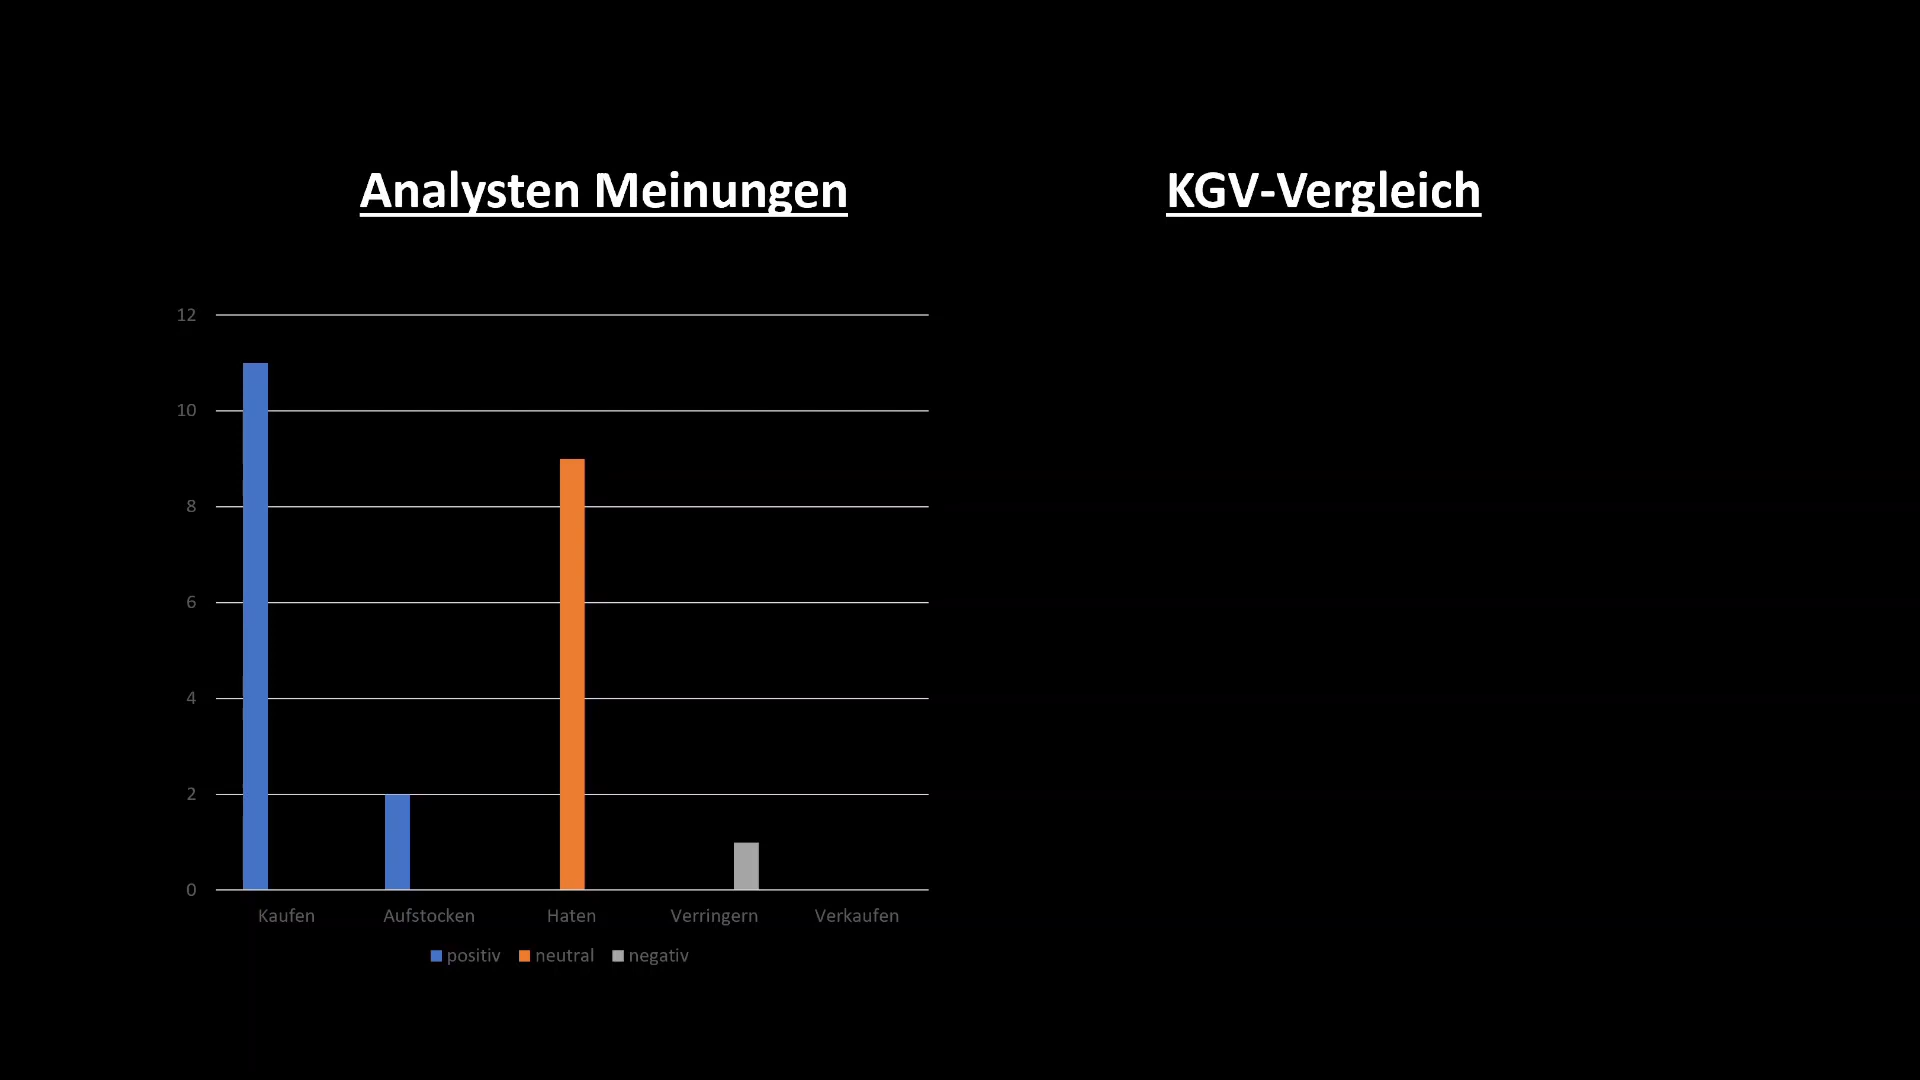 Analysten Meinungen
KGV-Vergleich
12
10
8
6
4
2
0
Kaufen Aufstocken Haten Verringern Verkaufen
positiv neutral negativ